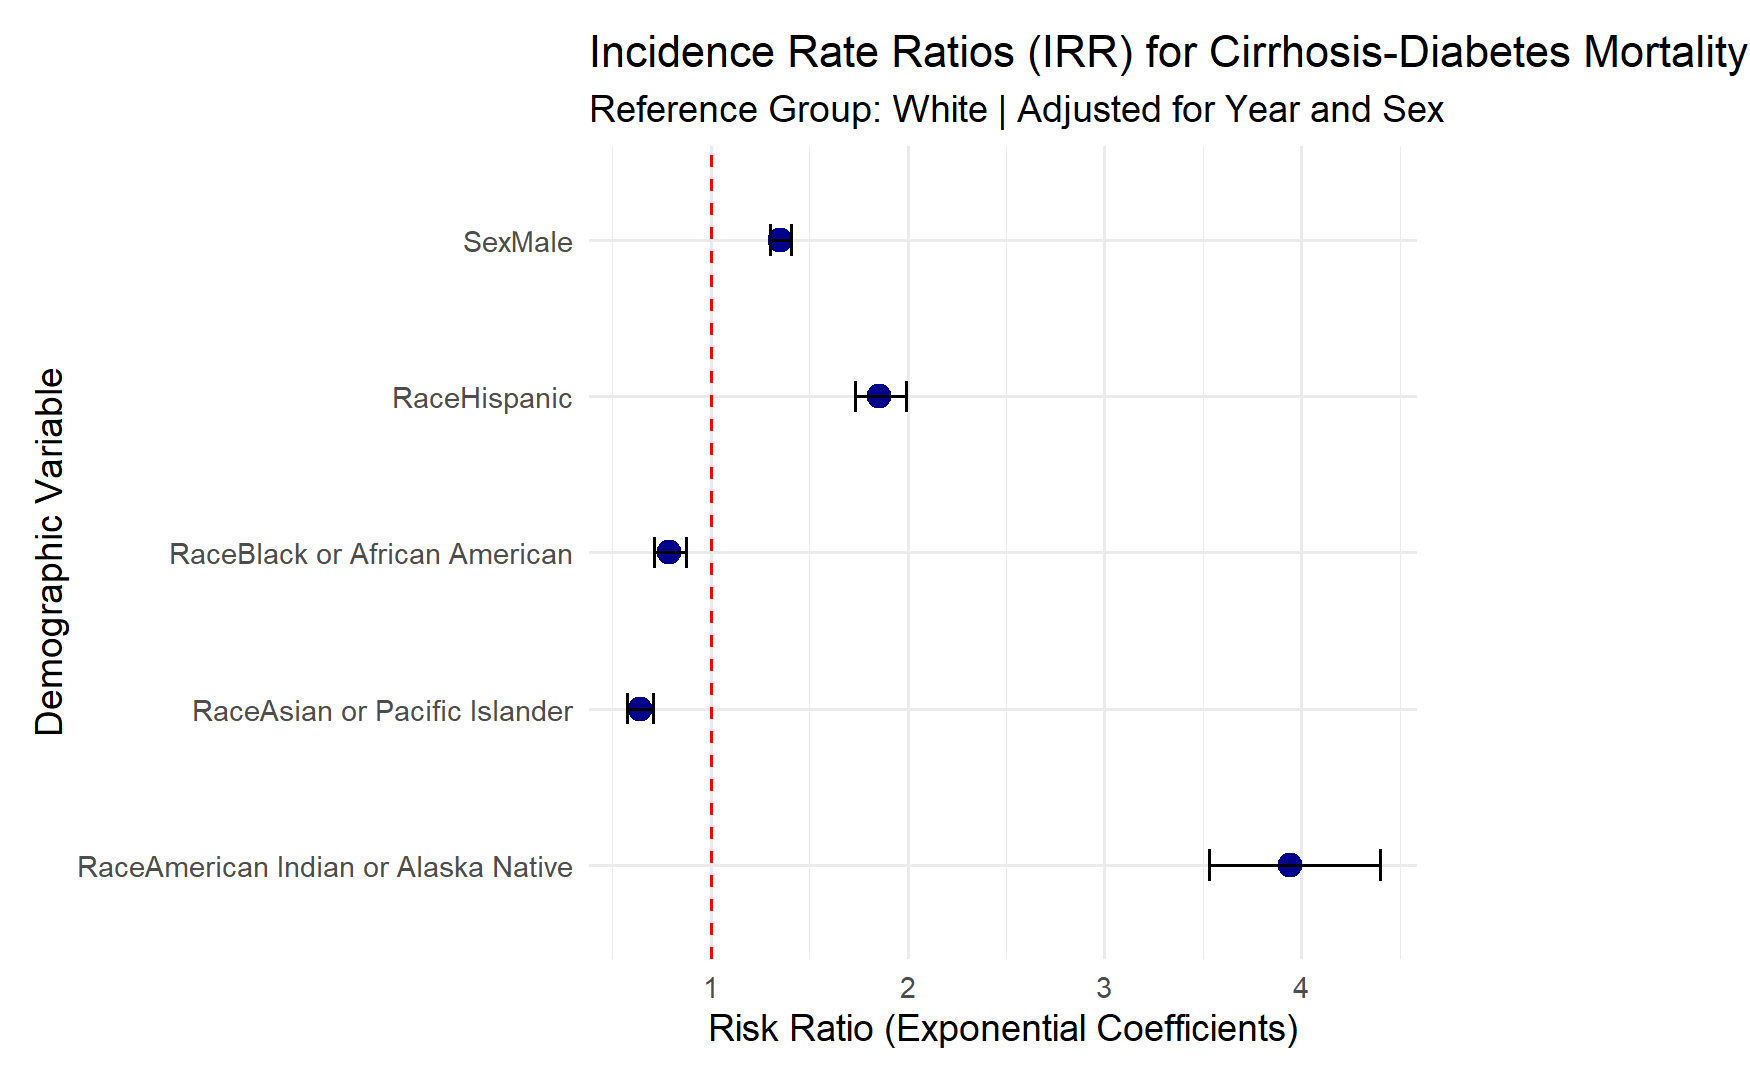 Incidence Rate Ratios (IRR) for Cirrhosis-Diabetes Mortality
Reference Group: White | Adjusted for Year and Sex
Demographic Variable
SexMale
RaceHispanic
RaceBlack or African American
RaceAsian or Pacific Islander
RaceAmerican Indian or Alaska Native
1 2 3 4
Risk Ratio (Exponential Coefficients)